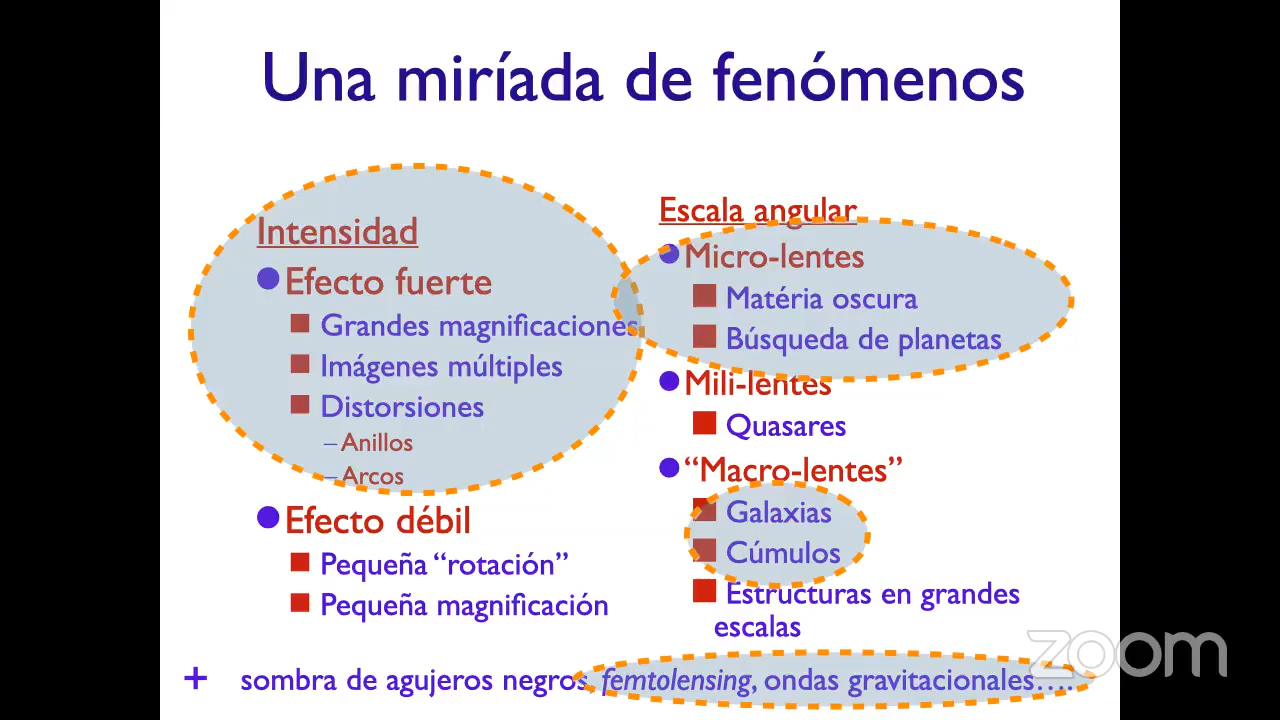 Una miríada de fenómenos
Intensidad
Efecto fuerte
Grandes magnificaciones
Imágenes múltiples
Distorsiones
–Anillos
–Arcos
Efecto débil
Pequeña “rotación”
Pequeña magnificación
Escala angular
Micro-lentes
Matéria oscura
Búsqueda de planetas
Mili-lentes
Quasares
“Macro-lentes”
Galaxias
Cúmulos
Estructuras en grandes
escalas
+ sombra de agujeros negros, femtolensing, ondas gravitacionales….
zoom